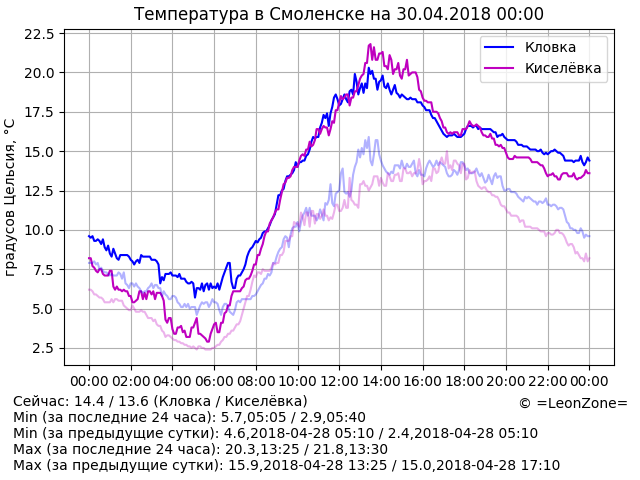 Температура в Смоленске на 30.04.2018 00:00
Кловка
Киселёвка
градусов Цельсия, °C
22.5
20.0
17.5
15.0
12.5
10.0
7.5
5.0
2.5
00:00 02:00 04:00 06:00 08:00 10:00 12:00 14:00 16:00 18:00 20:00 22:00 00:00
Сейчас: 14.4 / 13.6 (Кловка / Киселёвка)
© =LeonZone=
Min (за последние 24 часа): 5.7,05:05 / 2.9,05:40
Min (за предыдущие сутки): 4.6,2018-04-28 05:10 / 2.4,2018-04-28 05:10
Max (за последние 24 часа): 20.3,13:25 / 21.8,13:30
Max (за предыдущие сутки): 15.9,2018-04-28 13:25 / 15.0,2018-04-28 17:10